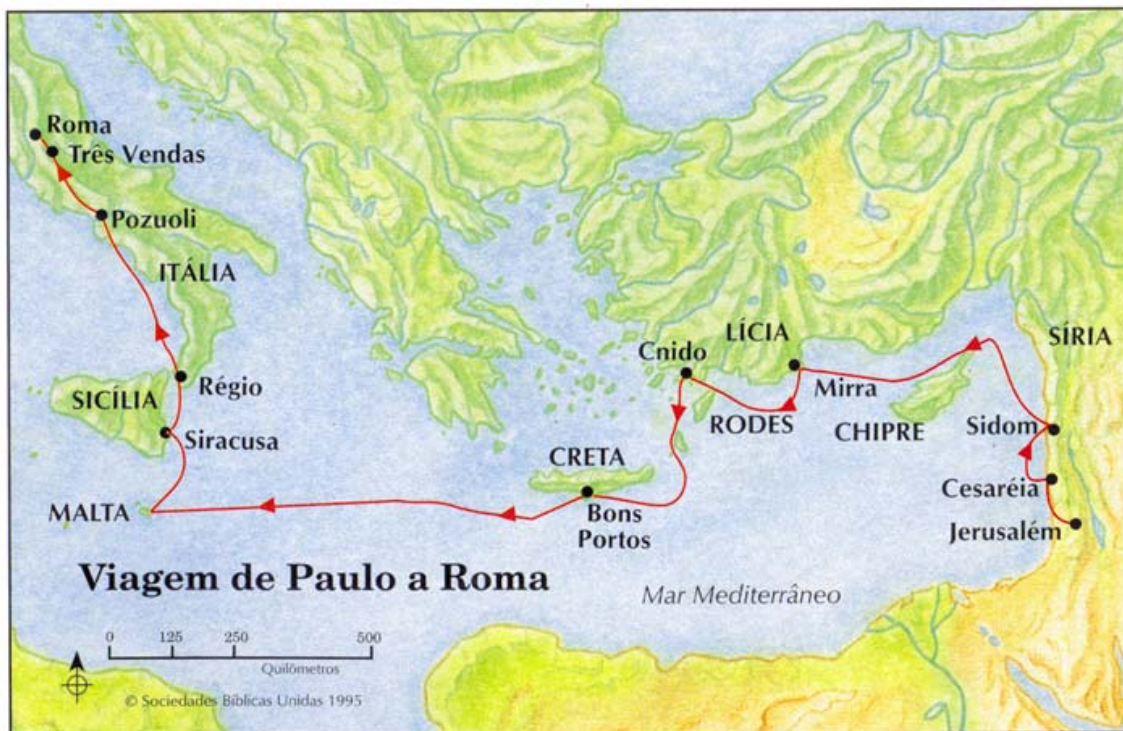 Roma
Três Vendas
Pozuoli
ITÁLIA
LÍCIA
SÍRIA
Cnido
Régio
Mirra
SICÍLIA
RODES
CHIPRE
Sidom
Siracusa
CRETA
Cesaréia
MALTA
Bons
Portos
Jerusalém
Viagem de Paulo a Roma
Mar Mediterrâneo
0 125 250 500
Quilômetros
© Sociedades Bíblicas Unidas 1995